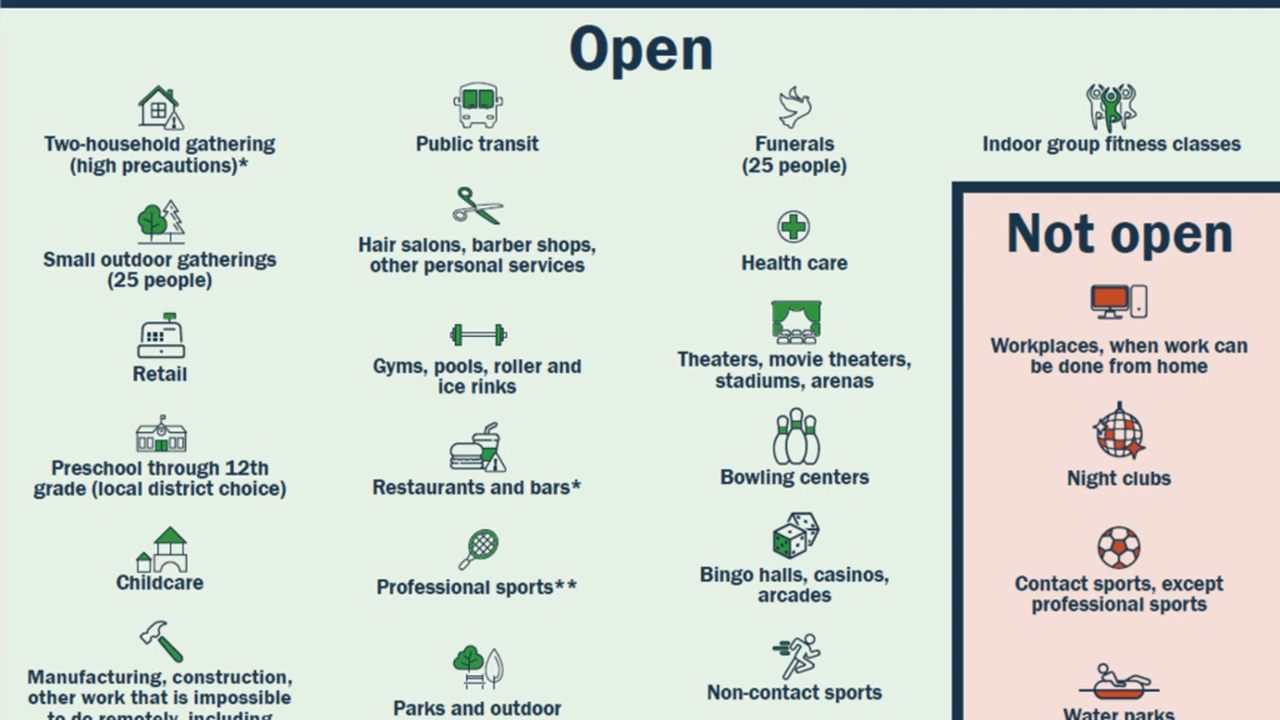 Open
Two-household gathering
(high precautions)*
Small outdoor gatherings
(25 people)
Retail
Preschool through 12th
grade (local district choice)
Childcare
Manufacturing, construction,
other work that is impossible
to do remotely, including
Public transit
Hair salons, barber shops,
other personal services
Gyms, pools, roller and
ice rinks
Restaurants and bars*
Professional sports**
Parks and outdoor
Funerals
(25 people)
Health care
Theaters, movie theaters,
stadiums, arenas
Bowling centers
Bingo halls, casinos,
arcades
Non-contact sports
Indoor group fitness classes
Not open
Workplaces, when work can
be done from home
Night clubs
Contact sports, except
professional sports
Water parks